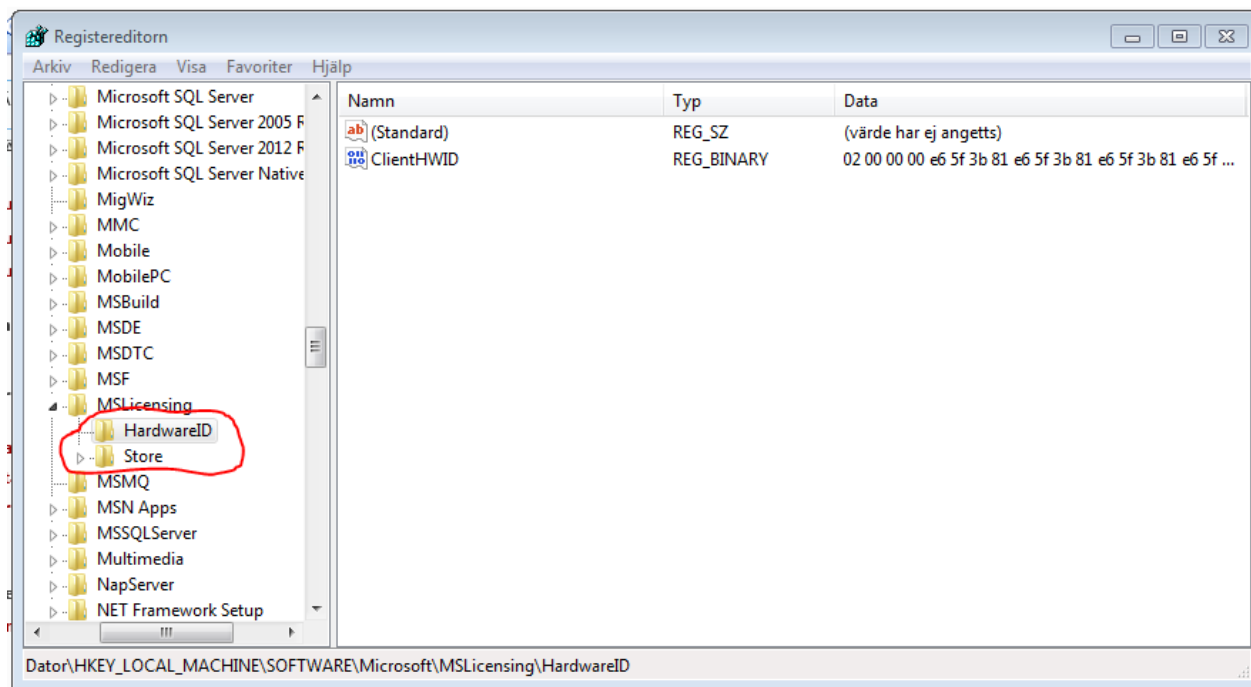 Registereditorn
Arkiv Redigera Visa Favoriter Hjälp
Microsoft SQL Server
Microsoft SQL Server 2005 R
Microsoft SQL Server 2012 R
Microsoft SQL Server Native
MigWiz
MMC
Mobile
MobilePC
MSBuild
MSDE
MSDTC
MSF
MSLicensing
HardwareID
Store
MSMQ
MSN Apps
MSSQLServer
Multimedia
NapServer
NET Framework Setup
Namn Typ Data
(Standard) REG_SZ (värde har ej angetts)
ClientHWID REG_BINARY 02 00 00 00 e6 5f 3b 81 e6 5f 3b 81 e6 5f 3b 81 e6 5f ...
Dator\HKEY_LOCAL_MACHINE\SOFTWARE\Microsoft\MSLicensing\HardwareID